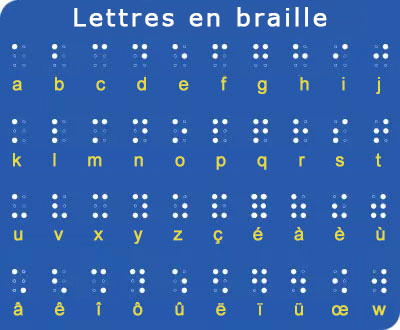 Lettres en braille
a b c d e f g h i j
k l m n o p q r s t
u v x y z ç é à è ù
â ê î ô û ë ï ü œ w